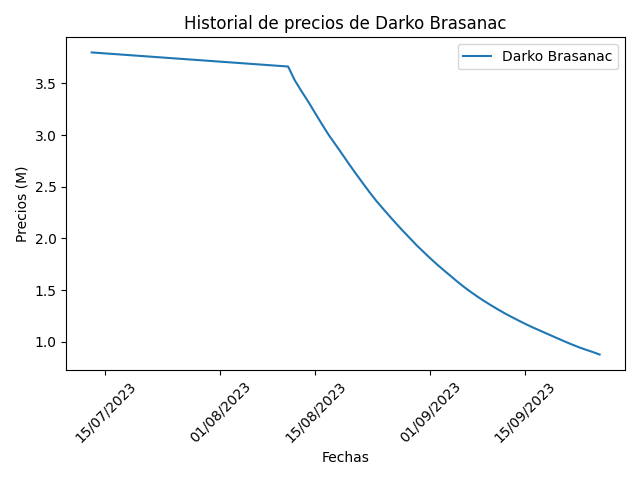 Historial de precios de Darko Brasanac
Darko Brasanac
Precios (M)
3.5
3.0
2.5
2.0
1.5
1.0
15/07/2023
01/08/2023
15/08/2023
01/09/2023
15/09/2023
Fechas